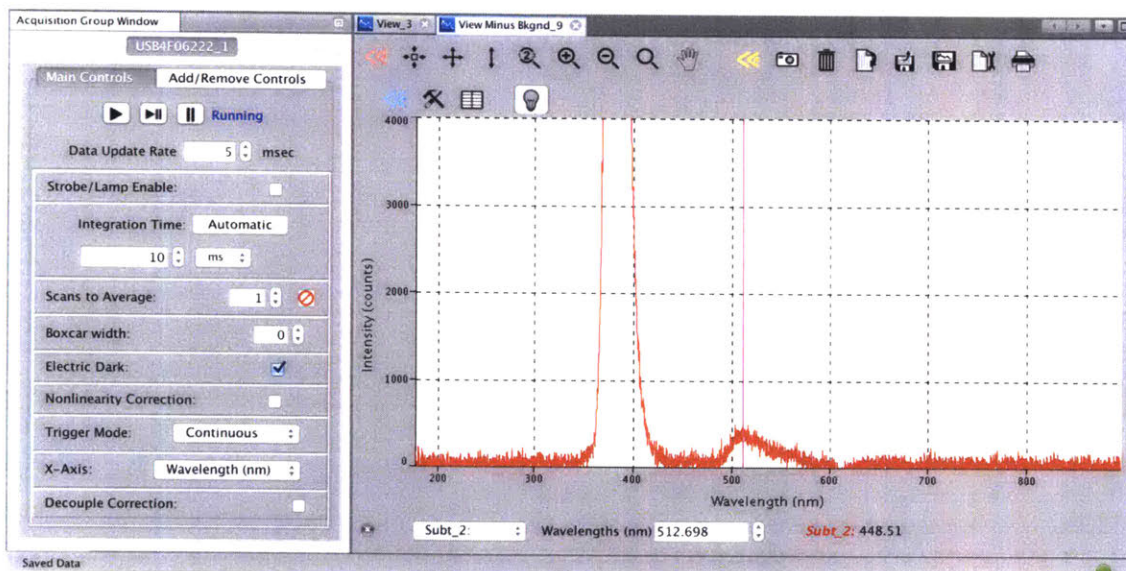 Acquisition Group Window
USB4F06222_1
Main Controls
Add/Remove Controls
Running
Data Update Rate 5 msec
Strobe/Lamp Enable:
Integration Time: Automatic
10 ms
Scans to Average: 1
Boxcar width: 0
Electric Dark:
Nonlinearity Correction:
Trigger Mode: Continuous
X-Axis: Wavelength (nm)
Decouple Correction:
Saved Data
View_3
View Minus Bkgnd_9
4000
3000
2000
1000
0
Intensity (counts)
200 300 400 500 600 700 800
Wavelength (nm)
Subt_2: Wavelengths (nm) 512.698 Subt_2: 448.51